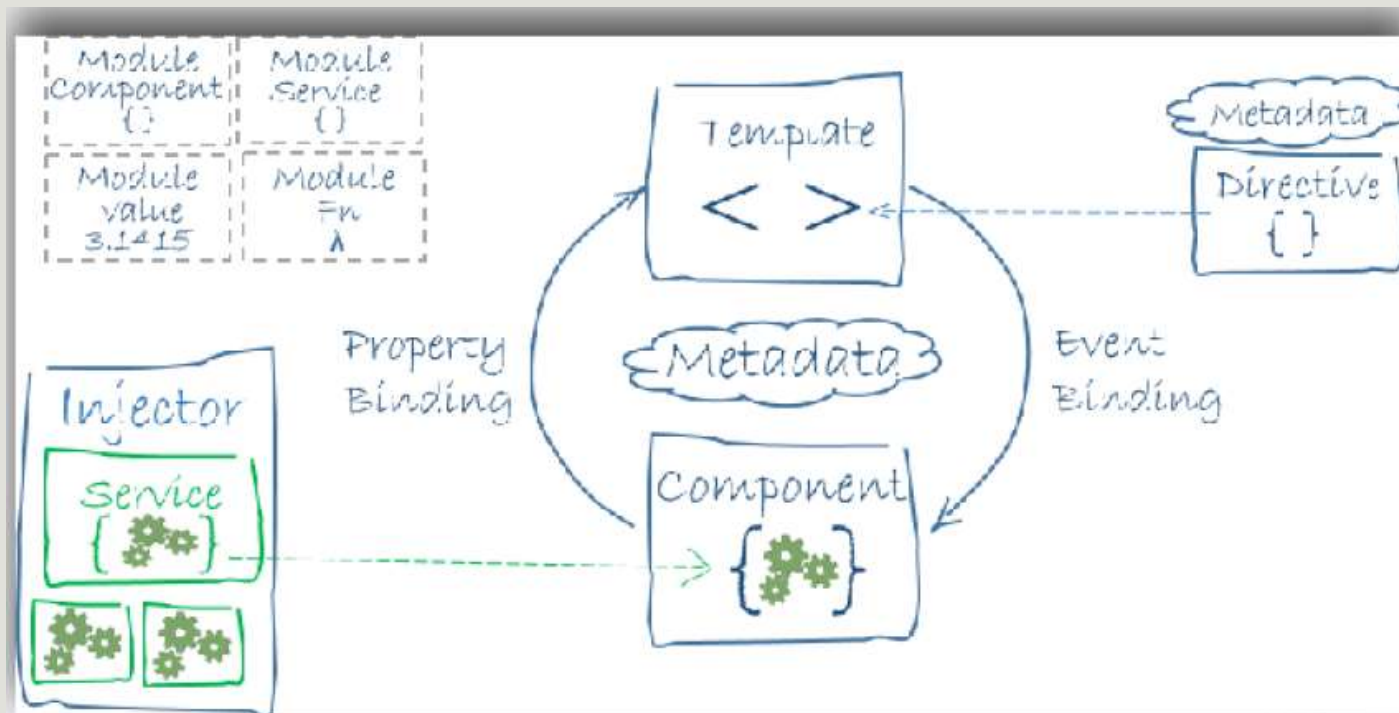 Module
Component
{}
Module
Service
{}
Module
value
3.1415
Module
Fn
λ
Template
< >
Metadata
Directive
{ }
Property
Binding
Metadata
Event
Binding
Injector
Service
{ }
Component
{ }